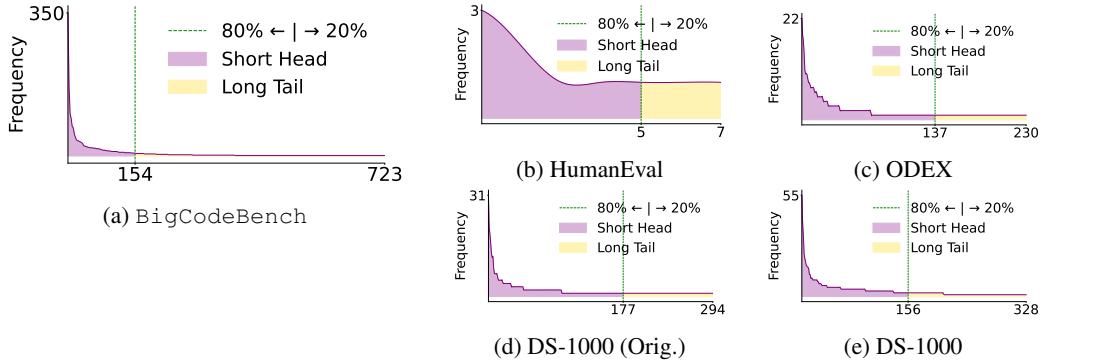 350
Frequency
80% ← | → 20%
Short Head
Long Tail
154
723
(a) BigCodeBench
3
Frequency
80% ← | → 20%
Short Head
Long Tail
5
7
(b) HumanEval
22
Frequency
80% ← | → 20%
Short Head
Long Tail
137
230
(c) ODEX
31
Frequency
80% ← | → 20%
Short Head
Long Tail
177
294
(d) DS-1000 (Orig.)
55
Frequency
80% ← | → 20%
Short Head
Long Tail
156
328
(e) DS-1000